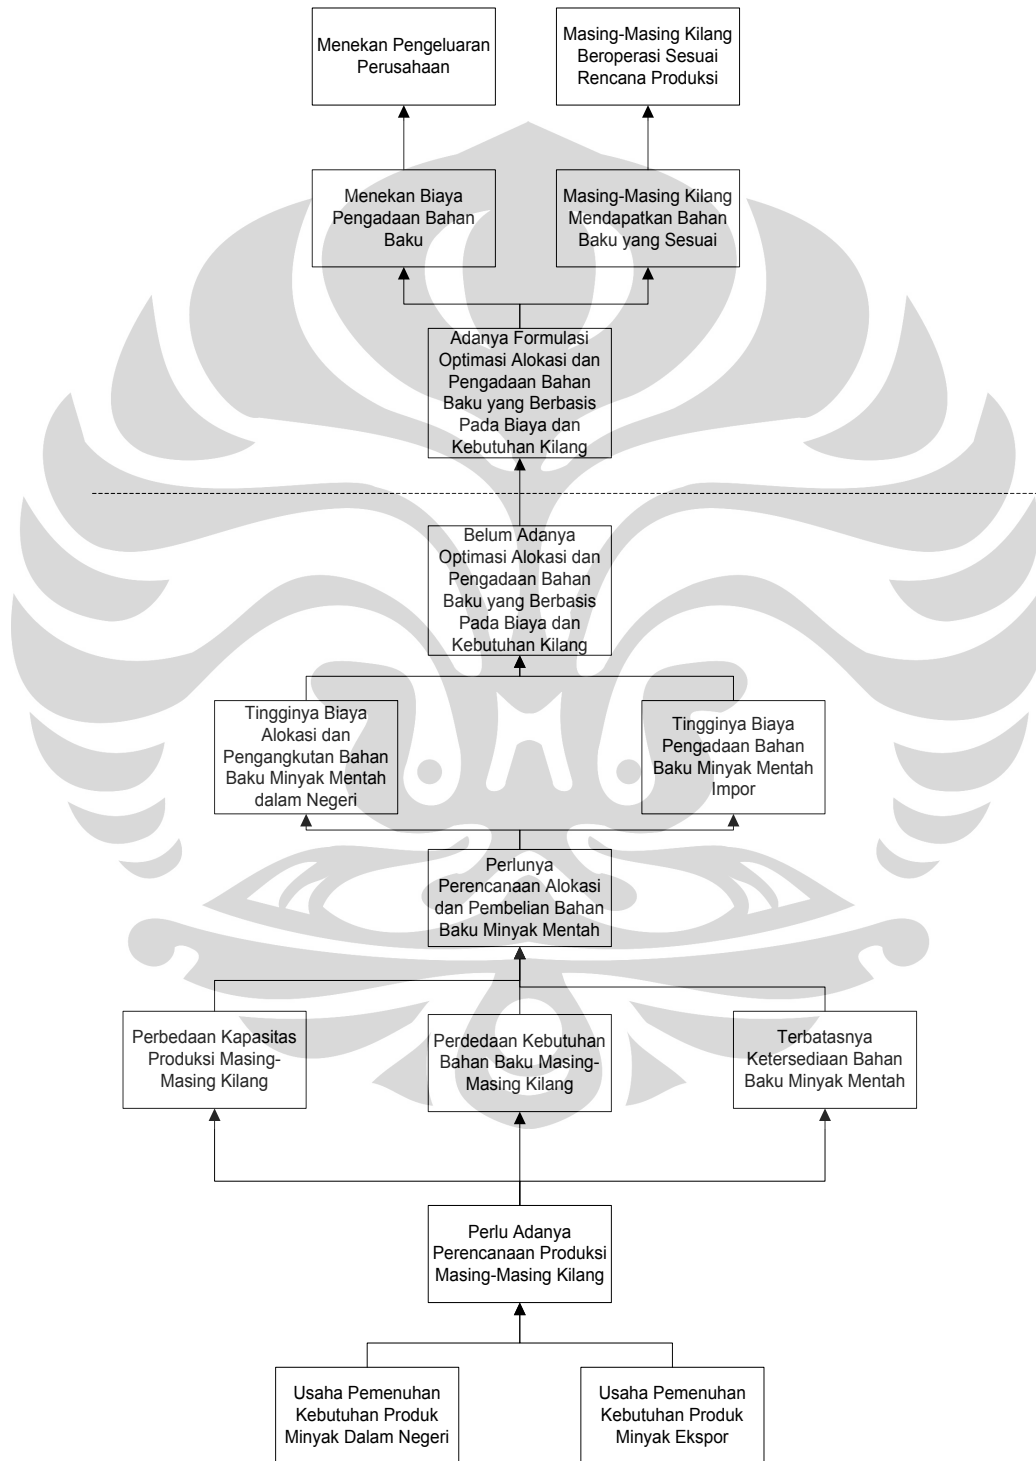 Menekan Pengeluaran
Perusahaan
Masing-Masing Kilang
Beroperasi Sesuai
Rencana Produksi
Menekan Biaya
Pengadaan Bahan
Baku
Masing-Masing Kilang
Mendapatkan Bahan
Baku yang Sesuai
Adanya Formulasi
Optimasi Alokasi dan
Pengadaan Bahan
Baku yang Berbasis
Pada Biaya dan
Kebutuhan Kilang
Belum Adanya
Optimasi Alokasi dan
Pengadaan Bahan
Baku yang Berbasis
Pada Biaya dan
Kebutuhan Kilang
Tingginya Biaya
Alokasi dan
Pengangkutan Bahan
Baku Minyak Mentah
dalam Negeri
Tingginya Biaya
Pengadaan Bahan
Baku Minyak Mentah
Impor
Perlunya
Perencanaan Alokasi
dan Pembelian Bahan
Baku Minyak Mentah
Perbedaan Kapasitas
Produksi Masing-
Masing Kilang
Perdedaan Kebutuhan
Bahan Baku Masing-
Masing Kilang
Terbatasnya
Ketersediaan Bahan
Baku Minyak Mentah
Perlu Adanya
Perencanaan Produksi
Masing-Masing Kilang
Usaha Pemenuhan
Kebutuhan Produk
Minyak Dalam Negeri
Usaha Pemenuhan
Kebutuhan Produk
Minyak Ekspor